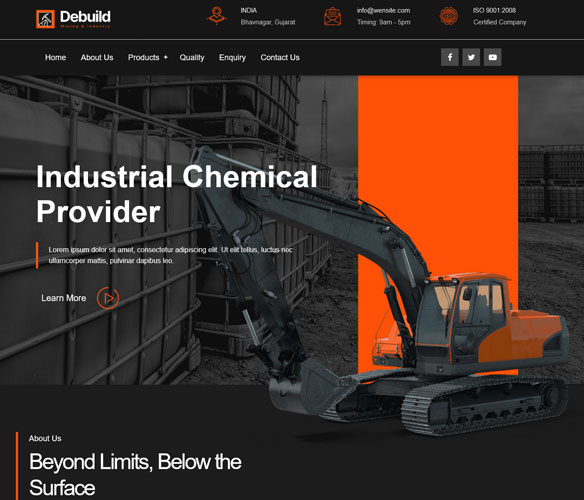 Debuild
Mining & Industry
INDIA
Bhavnagar, Gujarat
info@wensite.com
Timing: 9am - 5pm
ISO 9001:2008
Certified Company
Home
About Us
Products +
Quality
Enquiry
Contact Us
Industrial Chemical
Provider
Lorem ipsum dolor sit amet, consectetur adipiscing elit. Ut elit tellus, luctus nec
ullamcorper mattis, pulvinar dapibus leo.
Learn More
About Us
Beyond Limits, Below the
Surface